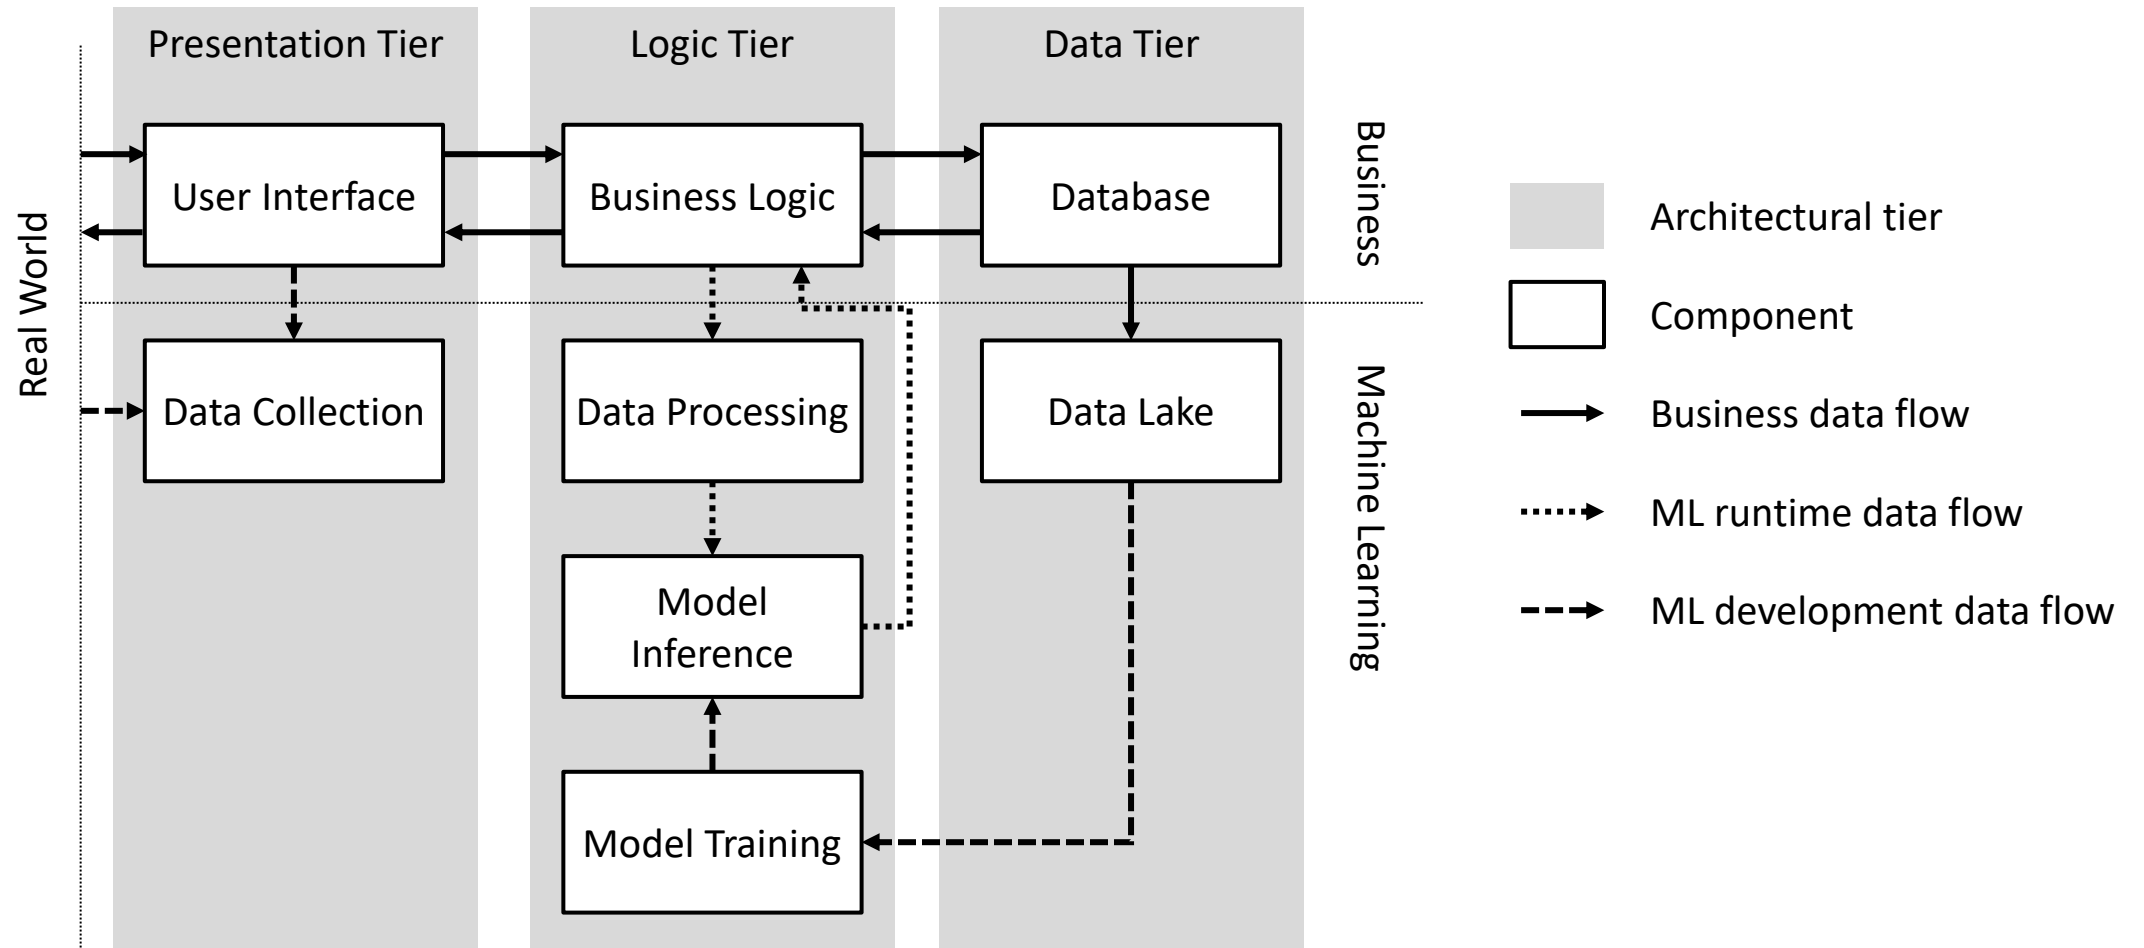 Presentation Tier
Logic Tier
Data Tier
User Interface
Business Logic
Database
Business
Real World
Data Collection
Data Processing
Data Lake
Machine Learning
Model
Inference
Model Training
Architectural tier
Component
Business data flow
ML runtime data flow
ML development data flow